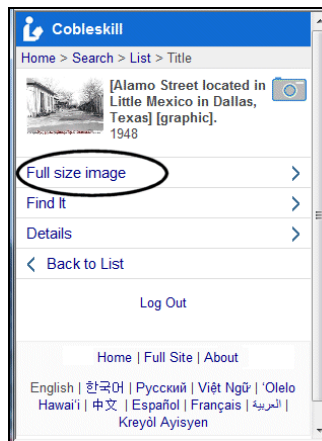 Cobleskill
Home > Search > List > Title
[Alamo Street located in
Little Mexico in Dallas,
Texas] [graphic].
1948
Full size image
Find It
Details
Back to List
Log Out
Home | Full Site | About
English | 한국어 | Русский | Việt Ngữ | 'Olelo
Hawai'i | 中文 | Español | Français | العربية |
Kreyòl Ayisyen